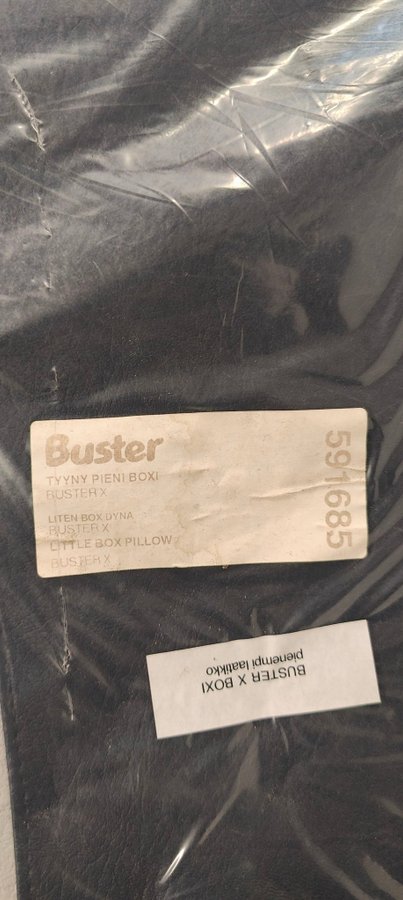 Buster
TYYNY PIENI BOXI
BUSTER X
LITEN BOX DYNA
BUSTER X
LITTLE BOX PILLOW
BUSTER X
591685
BUSTER X BOXI
pienempi laatikko